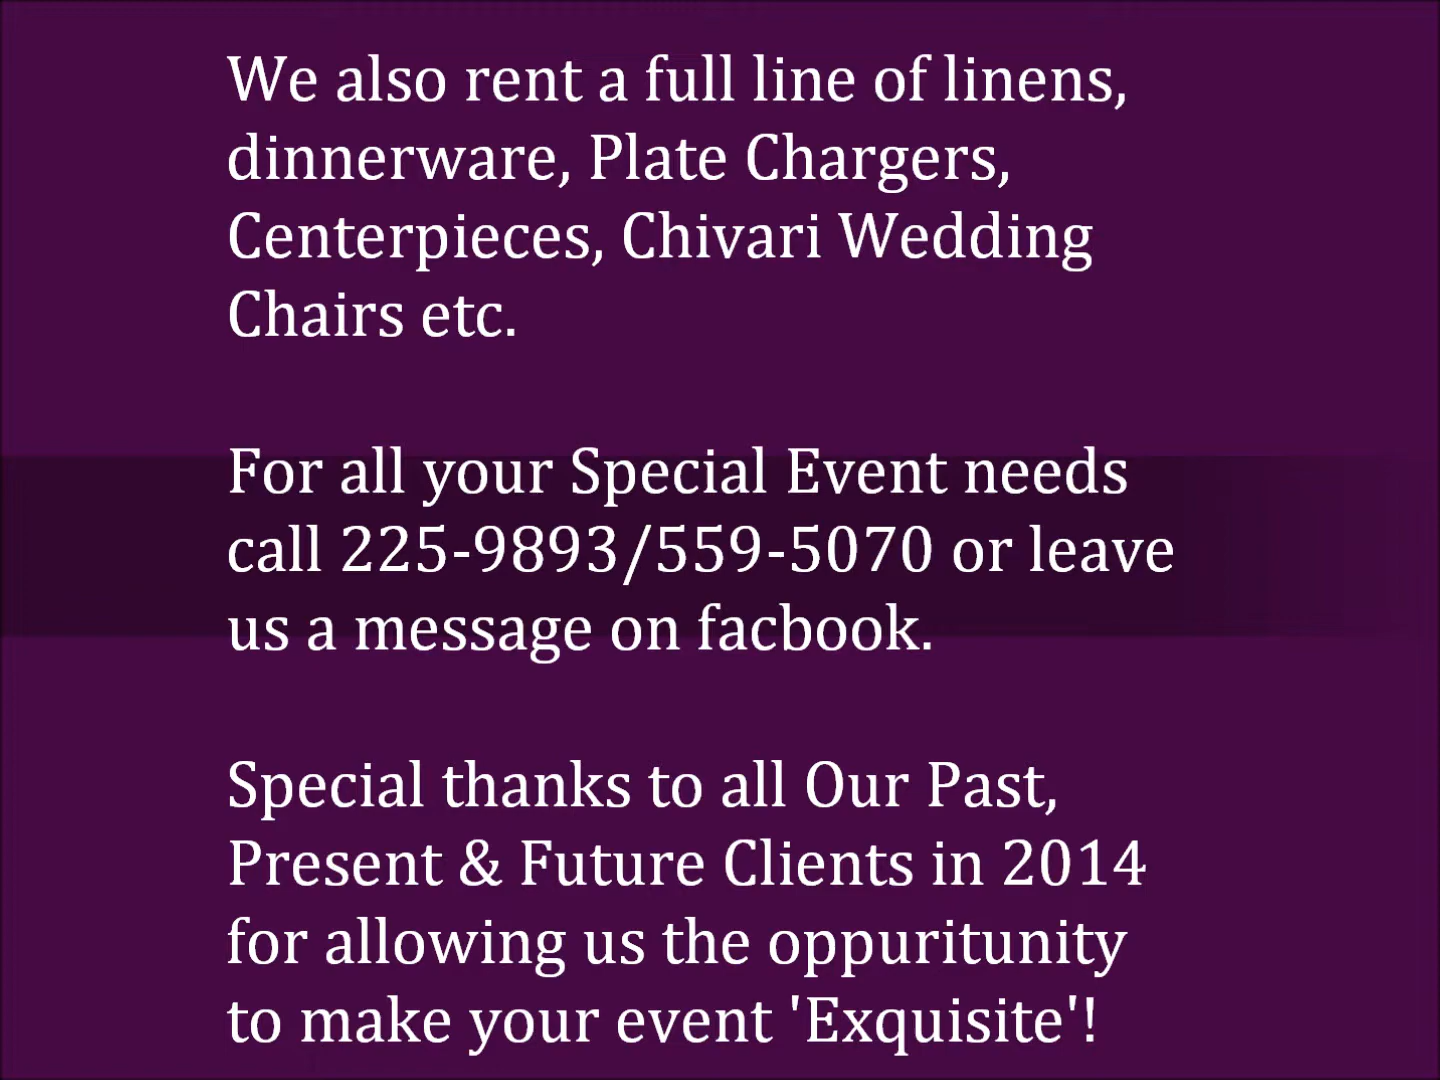 We also rent a full line of linens,
dinnerware, Plate Chargers,
Centerpieces, Chivari Wedding
Chairs etc.
For all your Special Event needs
call 225-9893/559-5070 or leave
us a message on facbook.
Special thanks to all Our Past,
Present & Future Clients in 2014
for allowing us the oppuritunity
to make your event 'Exquisite'!